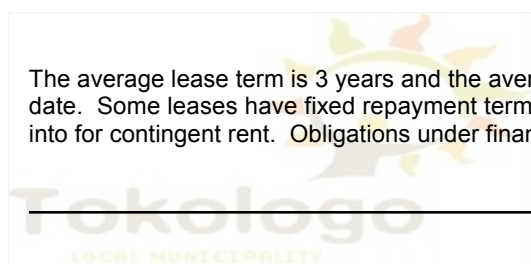 The average lease term is 3 years and the aver
date. Some leases have fixed repayment term
into for contingent rent. Obligations under finan
Tokologo
LOCAL MUNICIPALITY